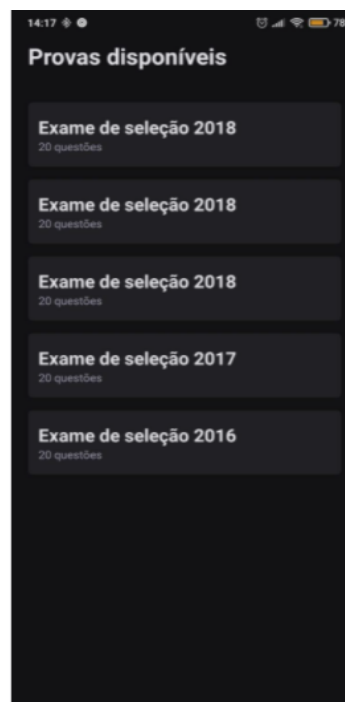 14:17
78
Provas disponíveis
Exame de seleção 2018
20 questões
Exame de seleção 2018
20 questões
Exame de seleção 2018
20 questões
Exame de seleção 2017
20 questões
Exame de seleção 2016
20 questões